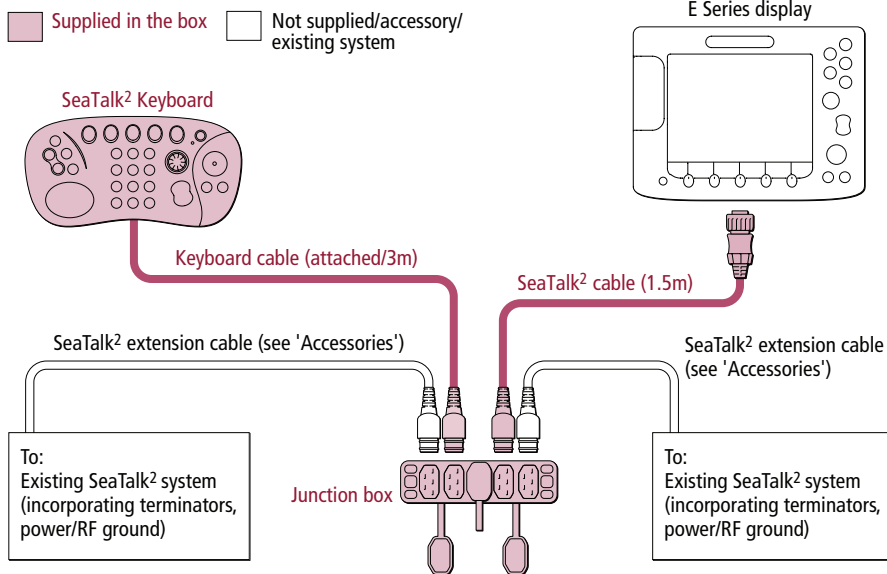 Supplied in the box
Not supplied/accessory/
existing system
E Series display
SeaTalk² Keyboard
Keyboard cable (attached/3m)
SeaTalk² cable (1.5m)
SeaTalk² extension cable (see 'Accessories')
SeaTalk² extension cable
(see 'Accessories')
To:
Existing SeaTalk² system
(incorporating terminators,
power/RF ground)
Junction box
To:
Existing SeaTalk² system
(incorporating terminators,
power/RF ground)